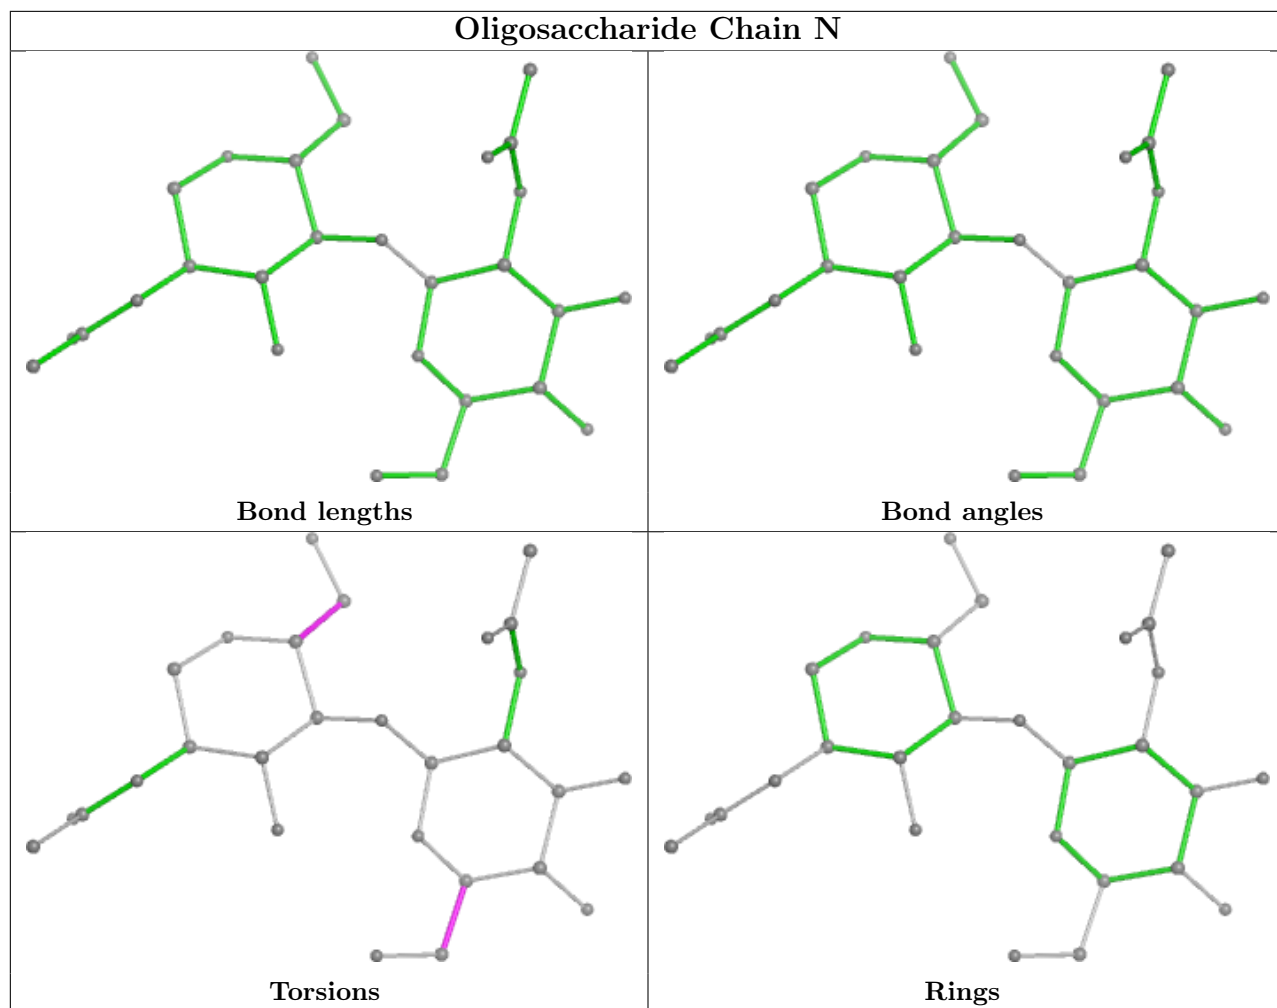 Oligosaccharide Chain N
Bond lengths
Bond angles
Torsions
Rings